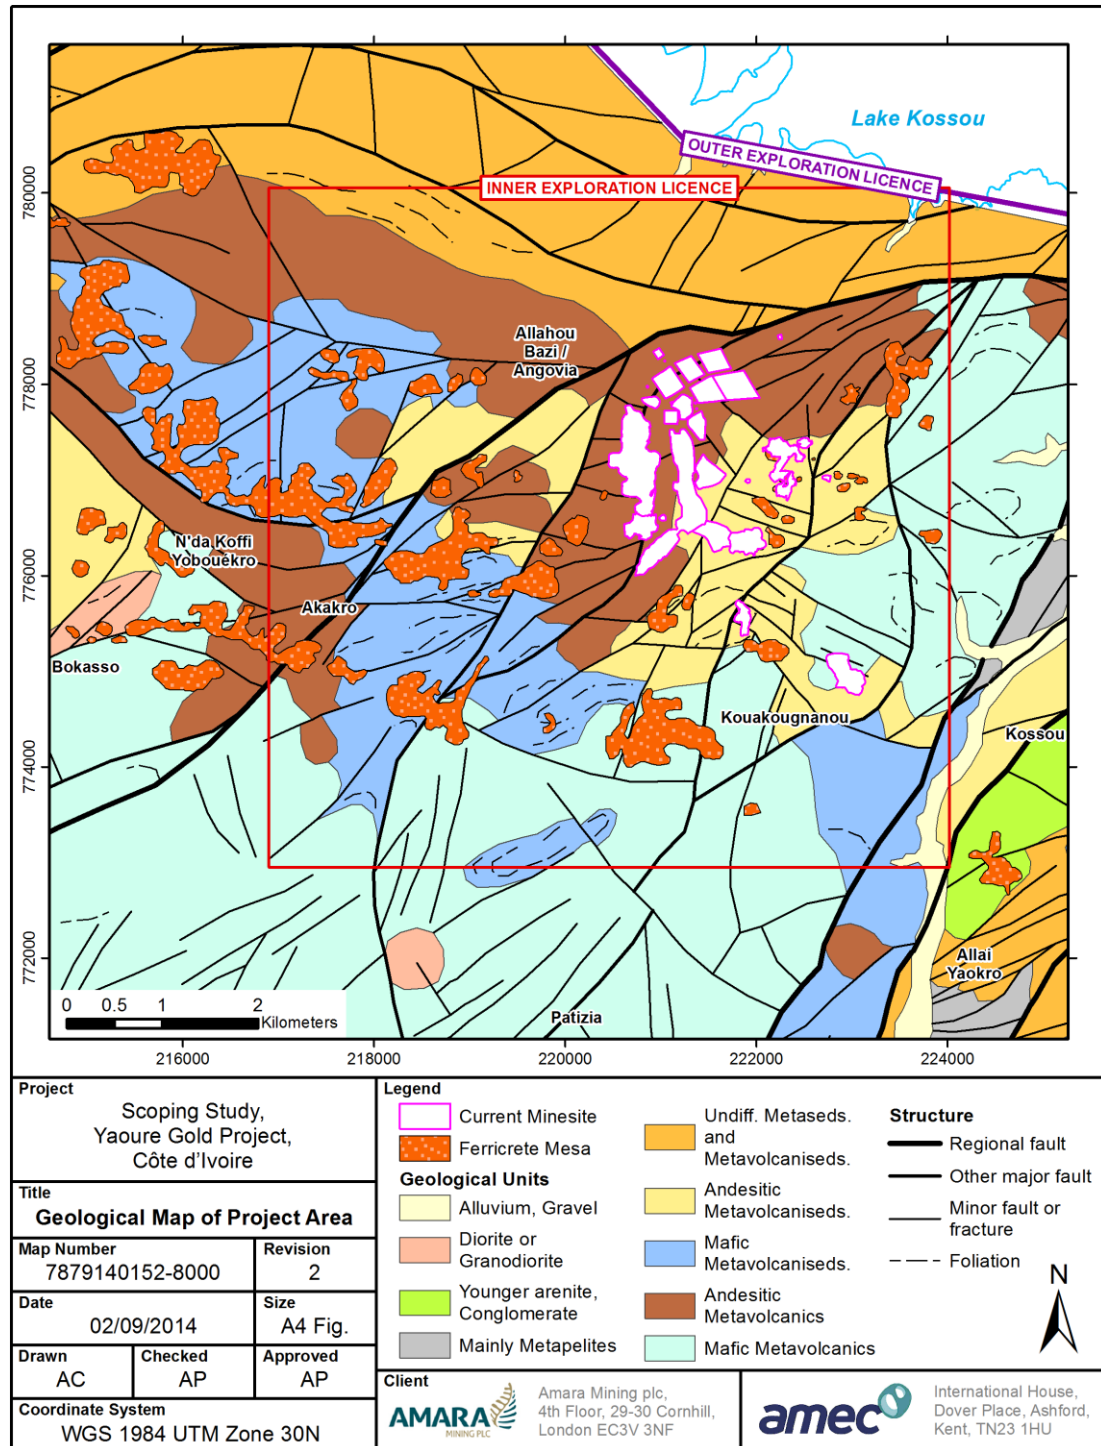 Lake Kossou
OUTER EXPLORATION LICENCE
INNER EXPLORATION LICENCE
780000
778000
776000
774000
772000
Allahou
Bazi /
Angovia
N'da Koffi
Yobouékro
Akakro
Bokasso
Kouakougnanou
Kossou
Allai
Yaokro
Patizia
0 0.5 1 2
Kilometers
216000 218000 220000 222000 224000
Project
Scoping Study,
Yaoure Gold Project,
Côte d'Ivoire
Title
Geological Map of Project Area
Map Number
7879140152-8000
Revision
2
Date
02/09/2014
Size
A4 Fig.
Drawn
AC
Checked
AP
Approved
AP
Coordinate System
WGS 1984 UTM Zone 30N
Legend
Current Minesite
Ferricrete Mesa
Geological Units
Alluvium, Gravel
Diorite or
Granodiorite
Younger arenite,
Conglomerate
Mainly Metapelites
Undiff. Metaseds.
and
Metavolcaniseds.
Andesitic
Metavolcaniseds.
Mafic
Metavolcaniseds.
Andesitic
Metavolcanics
Mafic Metavolcanics
Structure
Regional fault
Other major fault
Minor fault or
fracture
Foliation
N
Client
AMARA
MINING PLC
Amara Mining plc,
4th Floor, 29-30 Cornhill,
London EC3V 3NF
amec
International House,
Dover Place, Ashford,
Kent, TN23 1HU